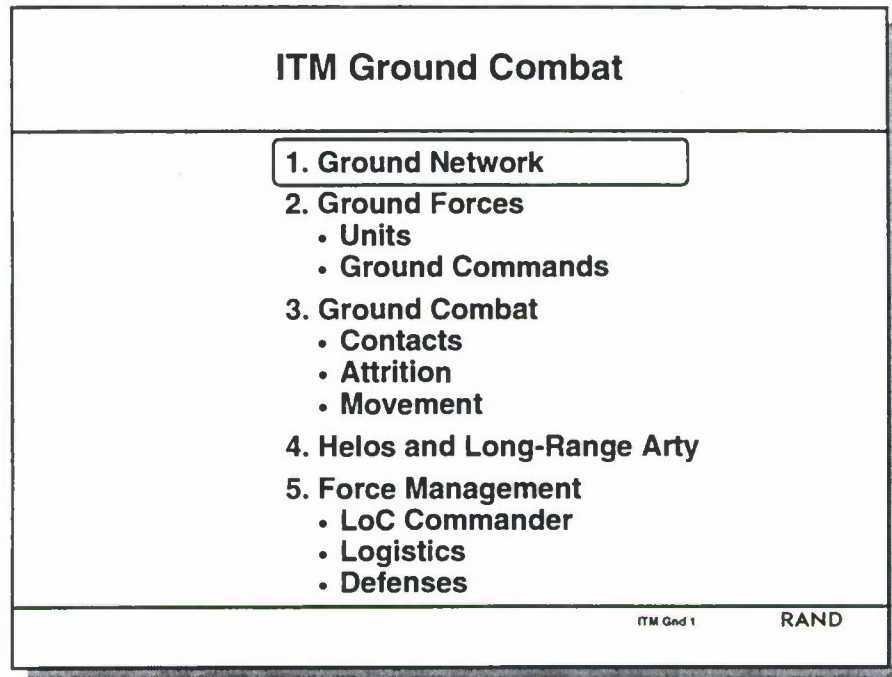 ITM Ground Combat
1. Ground Network
2. Ground Forces
• Units
• Ground Commands
3. Ground Combat
• Contacts
• Attrition
• Movement
4. Helos and Long-Range Arty
5. Force Management
• LoC Commander
• Logistics
• Defenses
ITM Gnd 1 RAND